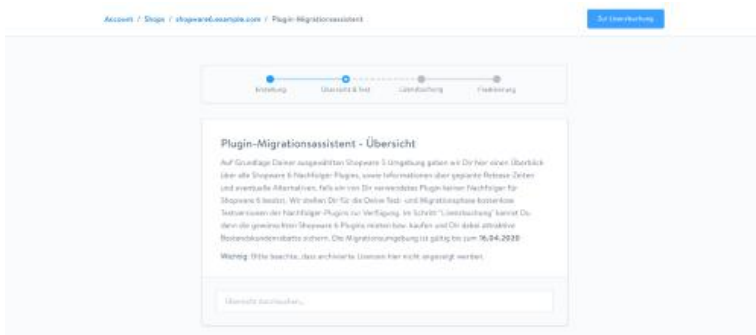 Account / Shops / shopware6.example.com / Plugin-Migrationsassistent
Zur Lizenzbuchung
Erstellung
Übersicht & Test
Lizenzbuchung
Finalisierung
Plugin-Migrationsassistent - Übersicht
Auf Grundlage Deiner ausgewählten Shopware 5 Umgebung geben wir Dir hier einen Überblick
über alle Shopware 6 Nachfolger Plugins, sowie Informationen über geplante Release-Zeiten
und eventuelle Alternativen, falls ein von Dir verwendetes Plugin keinen Nachfolger für
Shopware 6 besitzt. Wir stellen Dir für die Deine Test- und Migrationsphase kostenlose
Testversionen der Nachfolger-Plugins zur Verfügung. Im Schritt "Lizenzbuchung" kannst Du
dann die gewünschten Shopware 6 Plugins mieten bzw. kaufen und Dir dabei attraktive
Bestandskundenrabatte sichern. Die Migrationsumgebung ist gültig bis zum 16.04.2020
Wichtig: Bitte beachte, dass archivierte Lizenzen hier nicht angezeigt werden.
Übersicht durchsuchen...